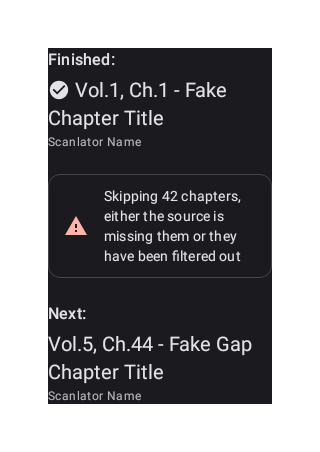 Finished:
Vol.1, Ch.1 - Fake
Chapter Title
Scanlator Name
Skipping 42 chapters,
either the source is
missing them or they
have been filtered out
Next:
Vol.5, Ch.44 - Fake Gap
Chapter Title
Scanlator Name